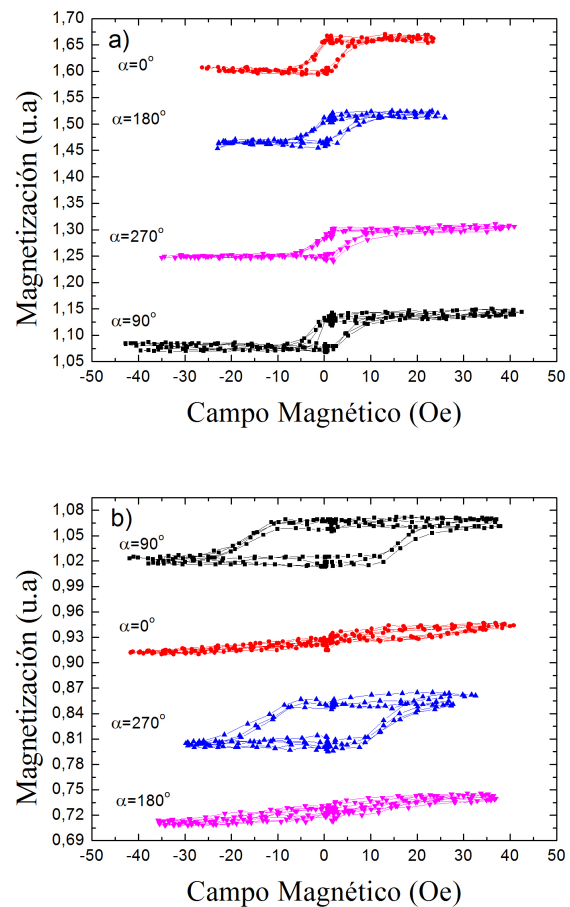 a)
Magnetización (u.a)
1,70
1,65
1,60
1,55
1,50
1,45
1,40
1,35
1,30
1,25
1,20
1,15
1,10
1,05
α=0°
α=180°
α=270°
α=90°
-50 -40 -30 -20 -10 0 10 20 30 40 50
Campo Magnético (Oe)
b)
Magnetización (u.a)
1,08
1,05
1,02
0,99
0,96
0,93
0,90
0,87
0,84
0,81
0,78
0,75
0,72
0,69
α=90°
α=0°
α=270°
α=180°
-50 -40 -30 -20 -10 0 10 20 30 40 50
Campo Magnético (Oe)